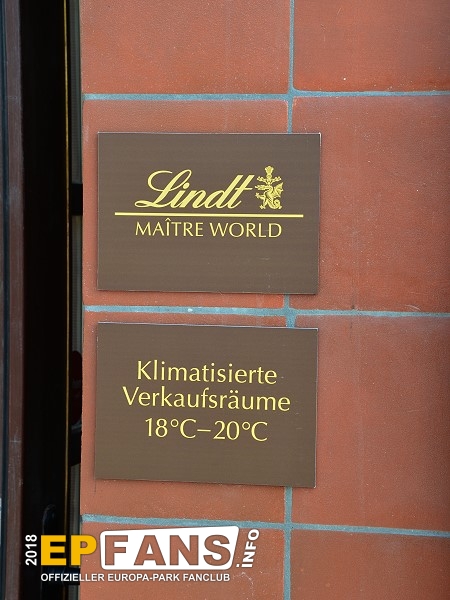 Lindt
MAÎTRE WORLD
Klimatisierte
Verkaufsräume
18°C–20°C
2018 EPFANS.iNFO
OFFIZIELLER EUROPA-PARK FANCLUB